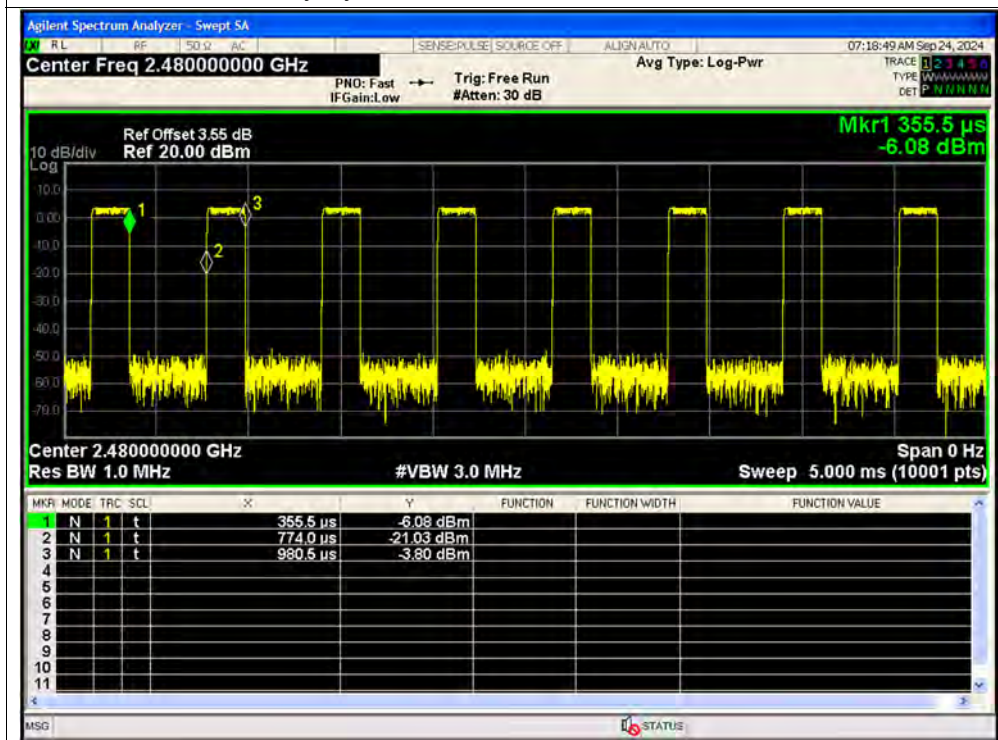 Agilent Spectrum Analyzer - Swept SA
RL RF 50 Ω AC SENSE:PULSE SOURCE OFF ALIGN AUTO 07:18:49 AM Sep 24, 2024
Center Freq 2.480000000 GHz
PNO: Fast
IFGain:Low
Trig: Free Run
#Atten: 30 dB
Avg Type: Log-Pwr
TRACE 1 2 3 4 5 6
TYPE W
DET P N N N N N
Mkr1 355.5 µs
-6.08 dBm
Ref Offset 3.55 dB
10 dB/div Ref 20.00 dBm
Log
10.0
0.00
-10.0
-20.0
-30.0
-40.0
-50.0
-60.0
-70.0
1
2
3
Center 2.480000000 GHz Span 0 Hz
Res BW 1.0 MHz #VBW 3.0 MHz Sweep 5.000 ms (10001 pts)
MKR MODE TRC SCL X Y FUNCTION FUNCTION WIDTH FUNCTION VALUE
1 N 1 t 355.5 µs -6.08 dBm
2 N 1 t 774.0 µs -21.03 dBm
3 N 1 t 980.5 µs -3.80 dBm
4
5
6
7
8
9
10
11
MSG STATUS